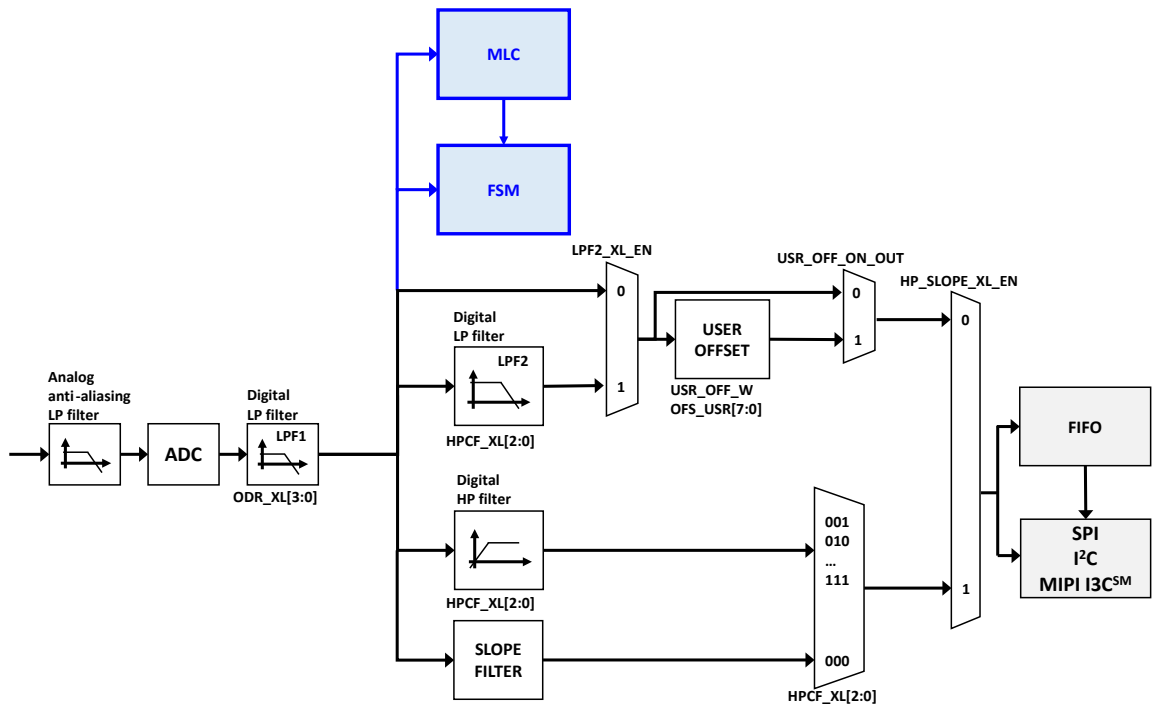 MLC
FSM
LPF2_XL_EN
USR_OFF_ON_OUT
HP_SLOPE_XL_EN
0
0
0
Digital
LP filter
LPF2
USER
OFFSET
1
1
USR_OFF_W
OFS_USR[7:0]
HPCF_XL[2:0]
Analog
anti-aliasing
LP filter
ADC
Digital
LP filter
LPF1
ODR_XL[3:0]
FIFO
Digital
HP filter
HPCF_XL[2:0]
001
010
...
111
1
SPI
I²C
MIPI I3C℠
SLOPE
FILTER
000
HPCF_XL[2:0]